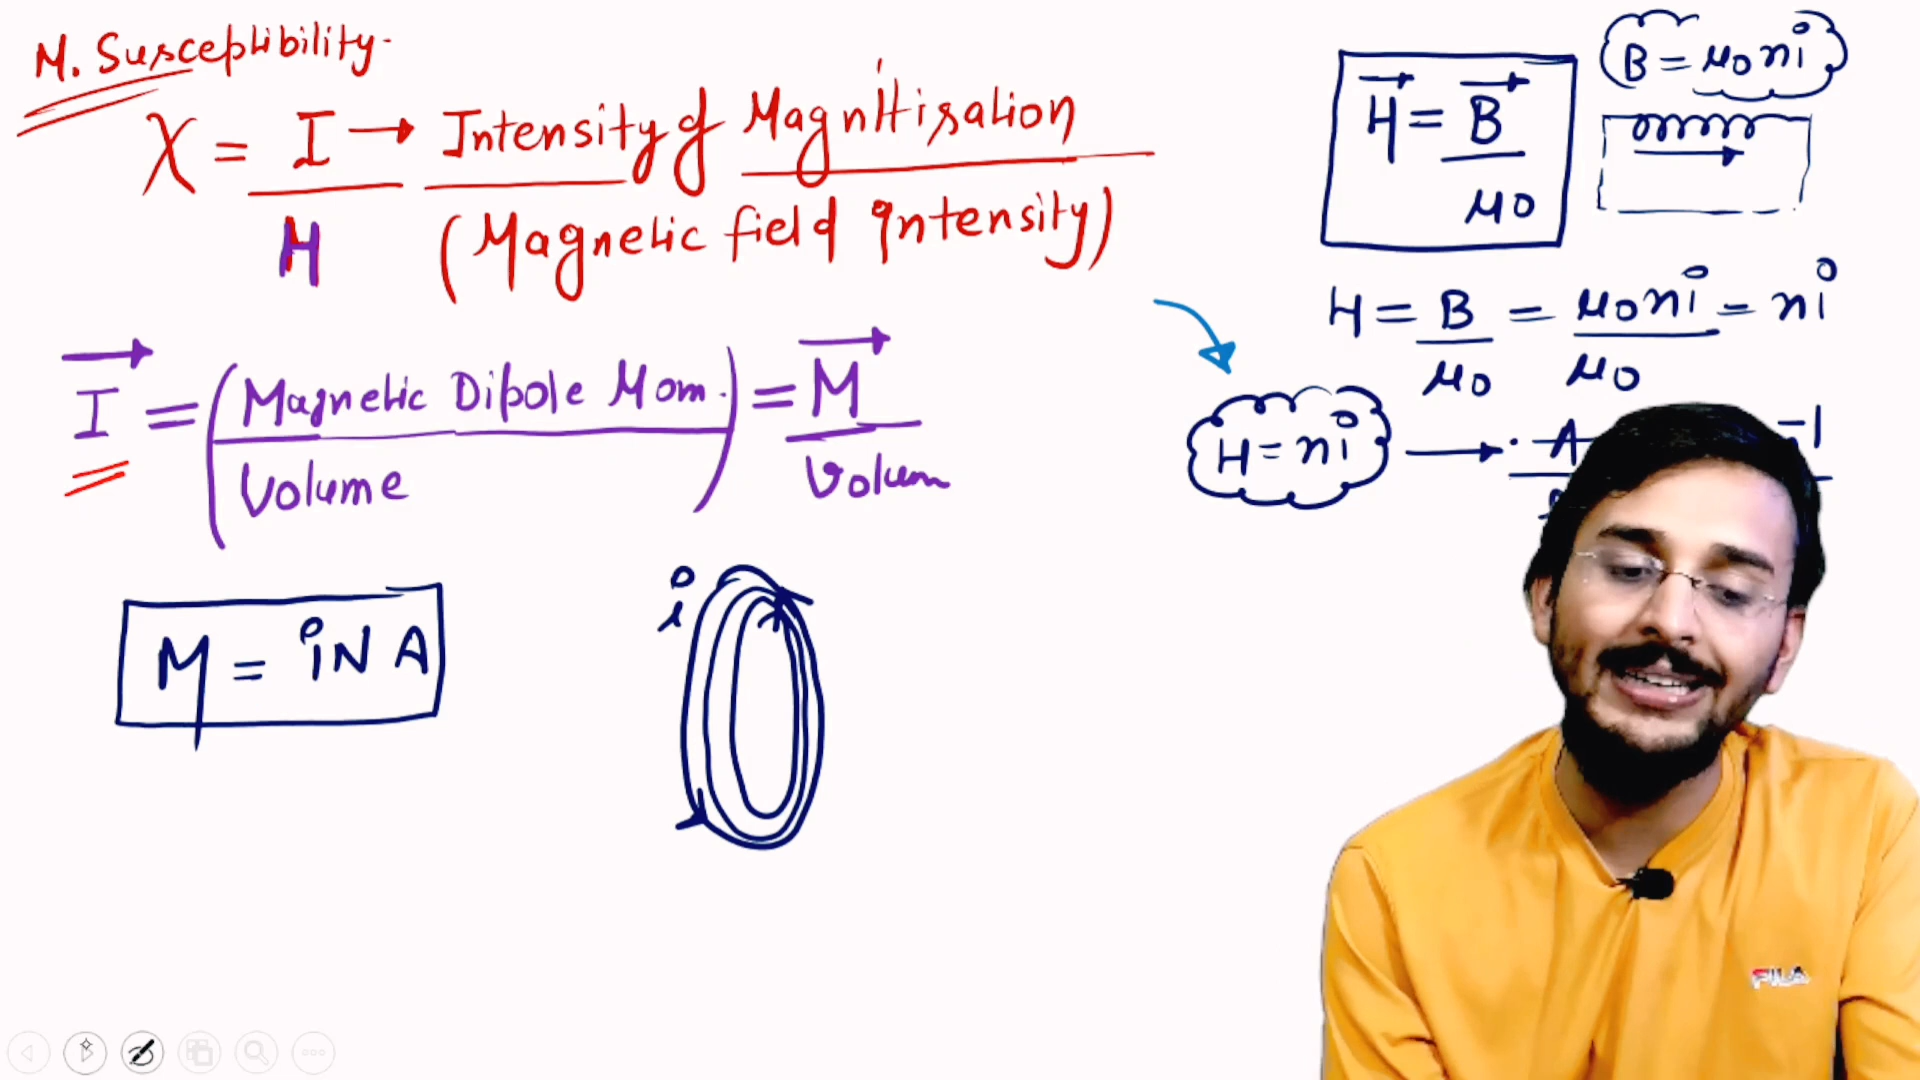 M. Susceptibility.
χ = I → Intensity of Magnitisation
H (Magnetic field intensity)
I = (Magnetic Dipole Mom. / Volume) = M / Volum
M = iNA
i
B = μ0ni
H = B / μ0
H = B / μ0 = μ0ni / μ0 = ni
H = ni → A -1
FILA